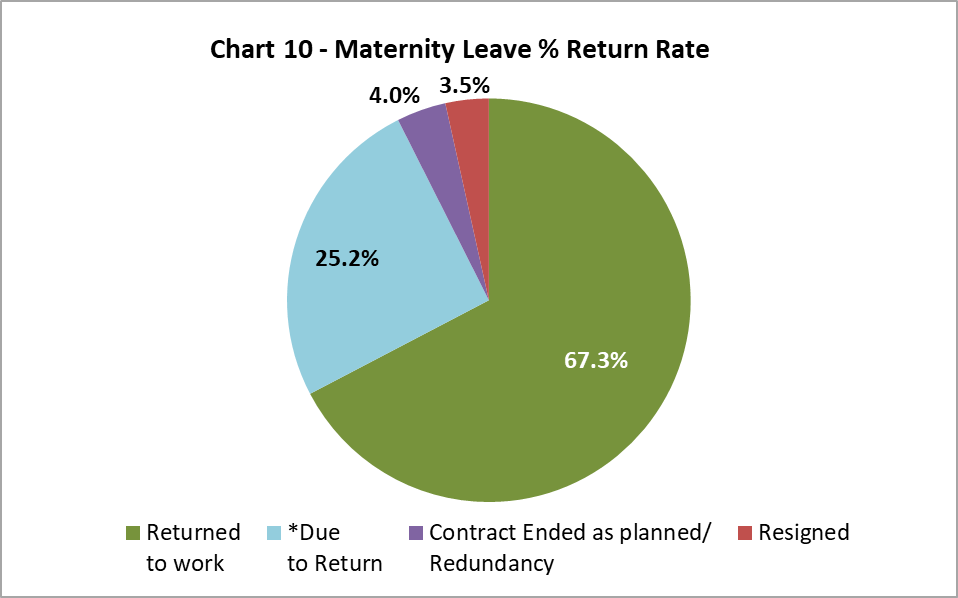 Chart 10 - Maternity Leave % Return Rate
3.5%
4.0%
25.2%
67.3%
Returned
to work
*Due
to Return
Contract Ended as planned/
Redundancy
Resigned